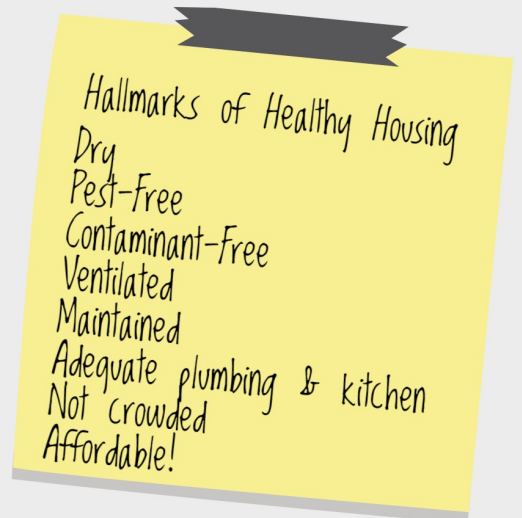 Hallmarks of Healthy Housing
Dry
Pest-Free
Contaminant-Free
Ventilated
Maintained
Adequate plumbing & kitchen
Not crowded
Affordable!